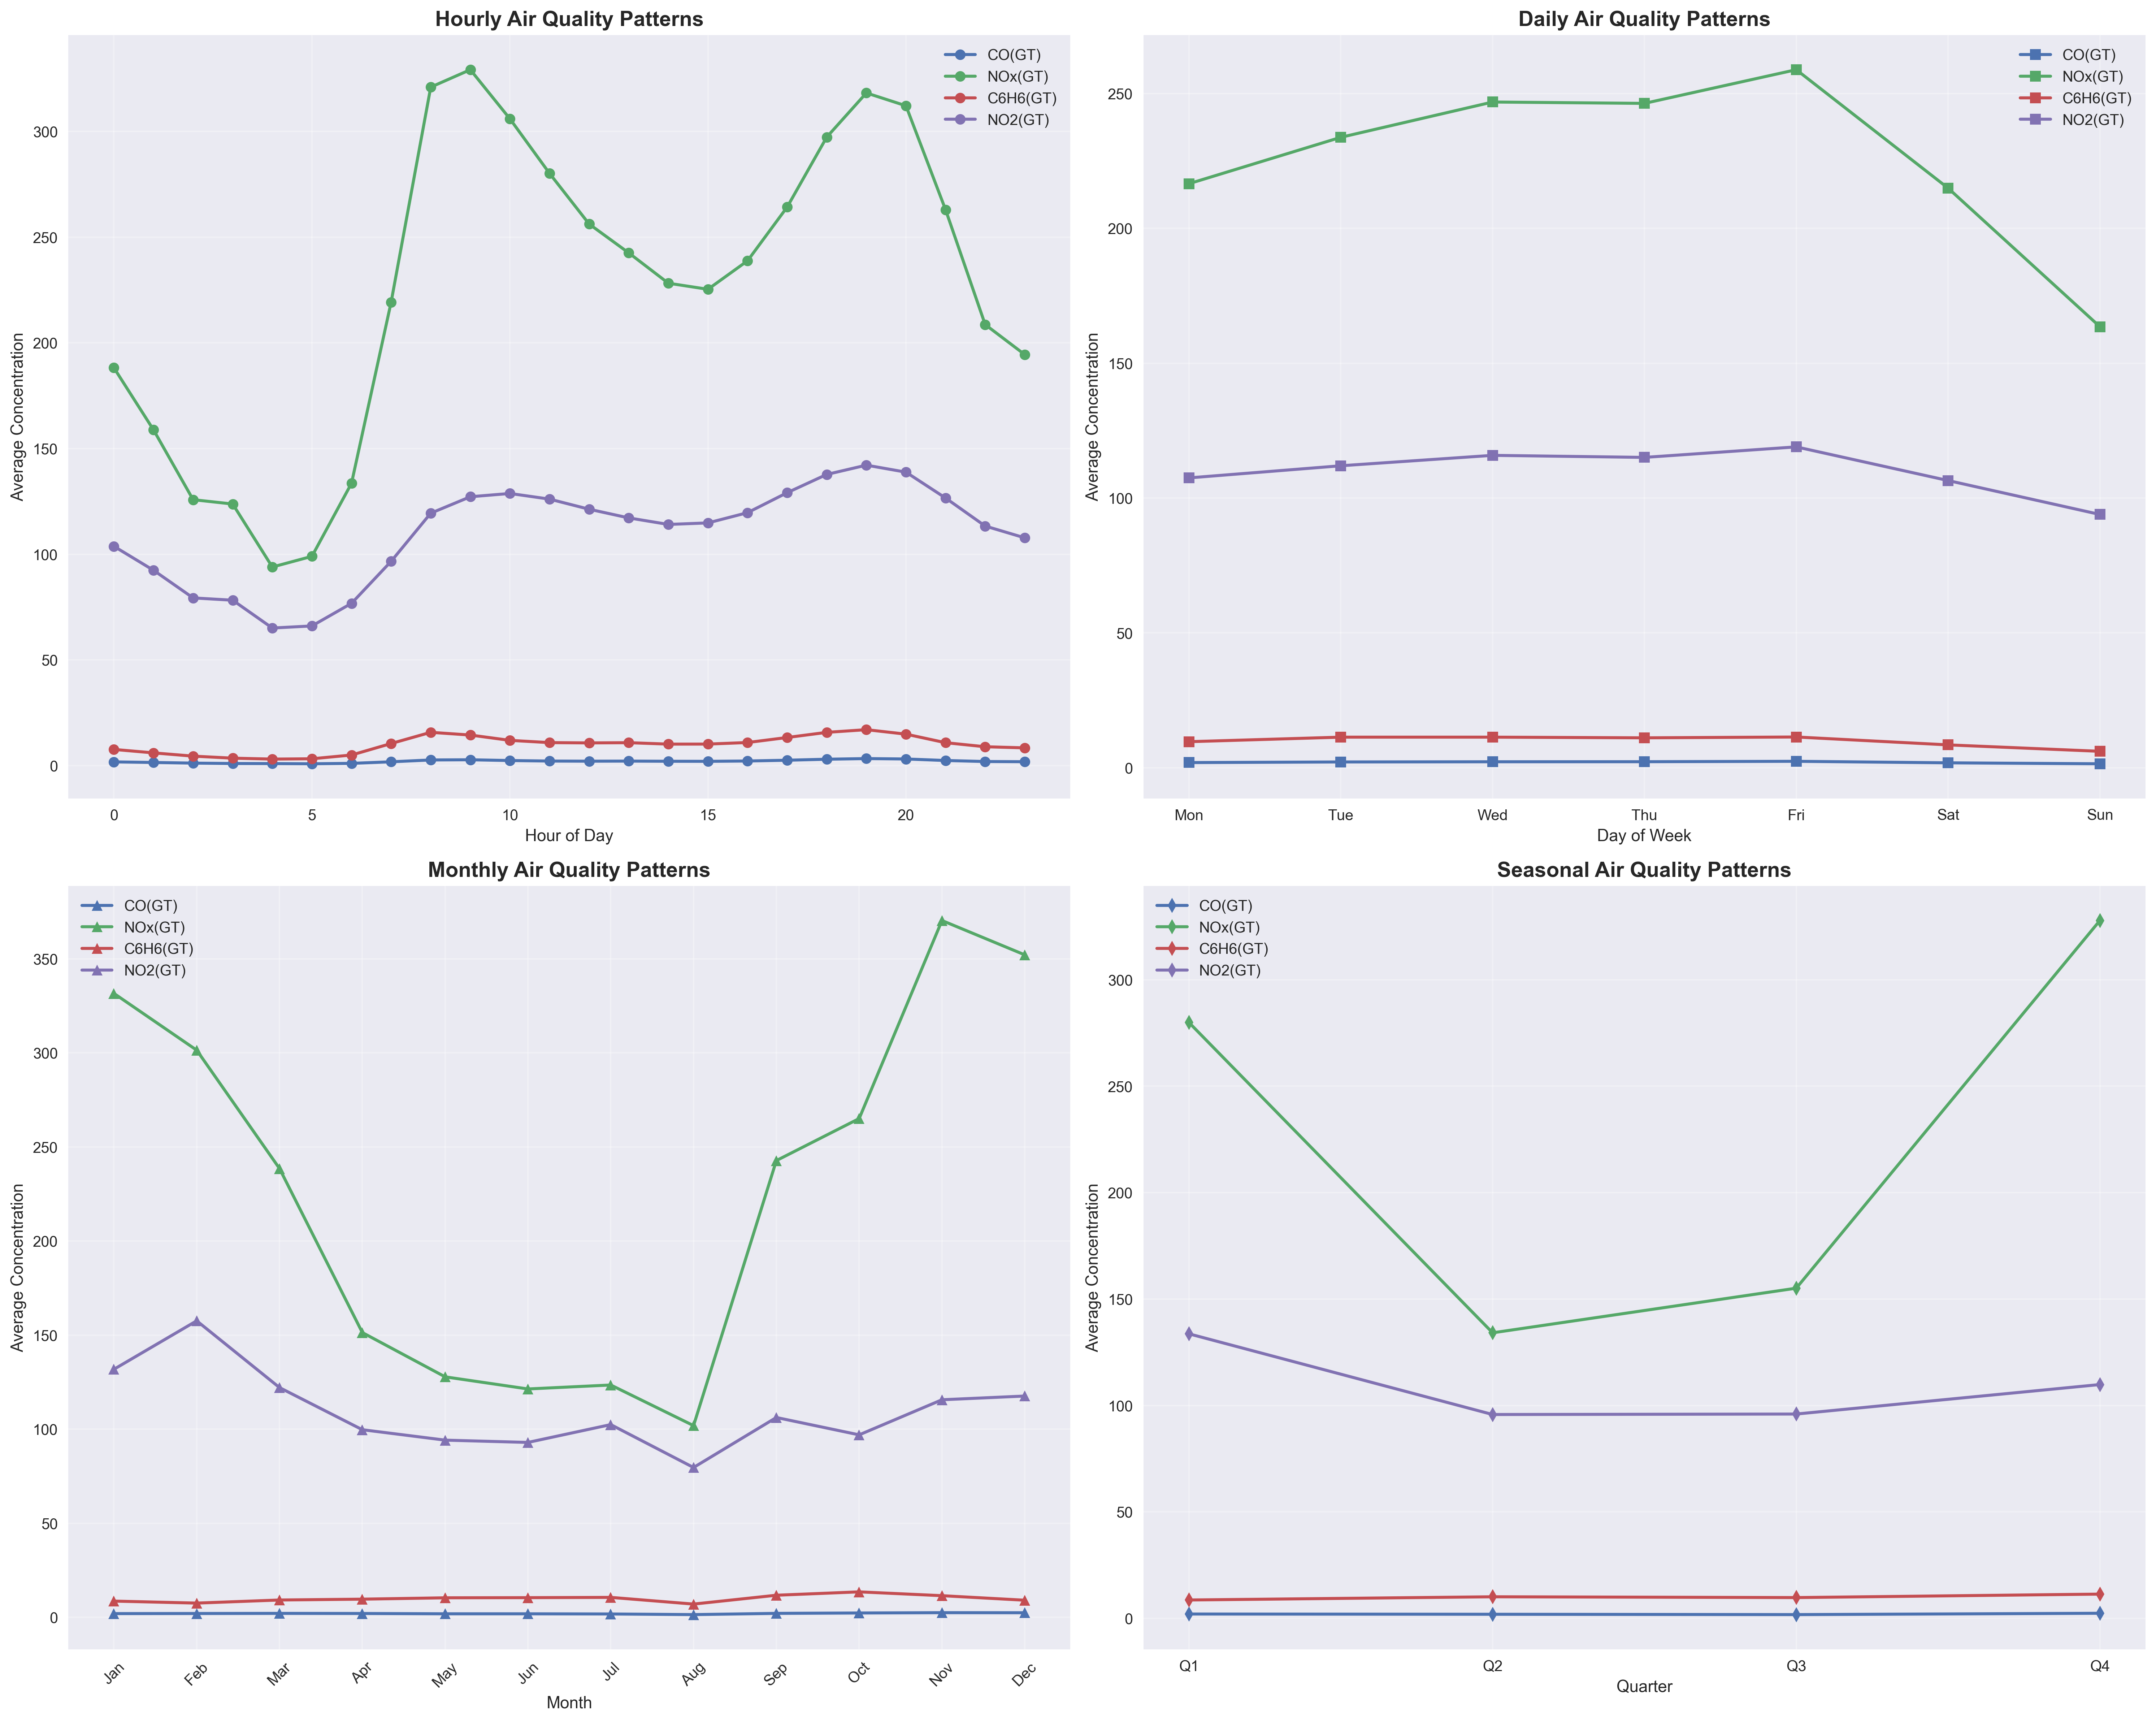 Hourly Air Quality Patterns
CO(GT)
NOx(GT)
C6H6(GT)
NO2(GT)
Average Concentration
300
250
200
150
100
50
0
0 5 10 15 20
Hour of Day
Daily Air Quality Patterns
CO(GT)
NOx(GT)
C6H6(GT)
NO2(GT)
Average Concentration
250
200
150
100
50
0
Mon Tue Wed Thu Fri Sat Sun
Day of Week
Monthly Air Quality Patterns
CO(GT)
NOx(GT)
C6H6(GT)
NO2(GT)
Average Concentration
350
300
250
200
150
100
50
0
Jan Feb Mar Apr May Jun Jul Aug Sep Oct Nov Dec
Month
Seasonal Air Quality Patterns
CO(GT)
NOx(GT)
C6H6(GT)
NO2(GT)
Average Concentration
300
250
200
150
100
50
0
Q1 Q2 Q3 Q4
Quarter